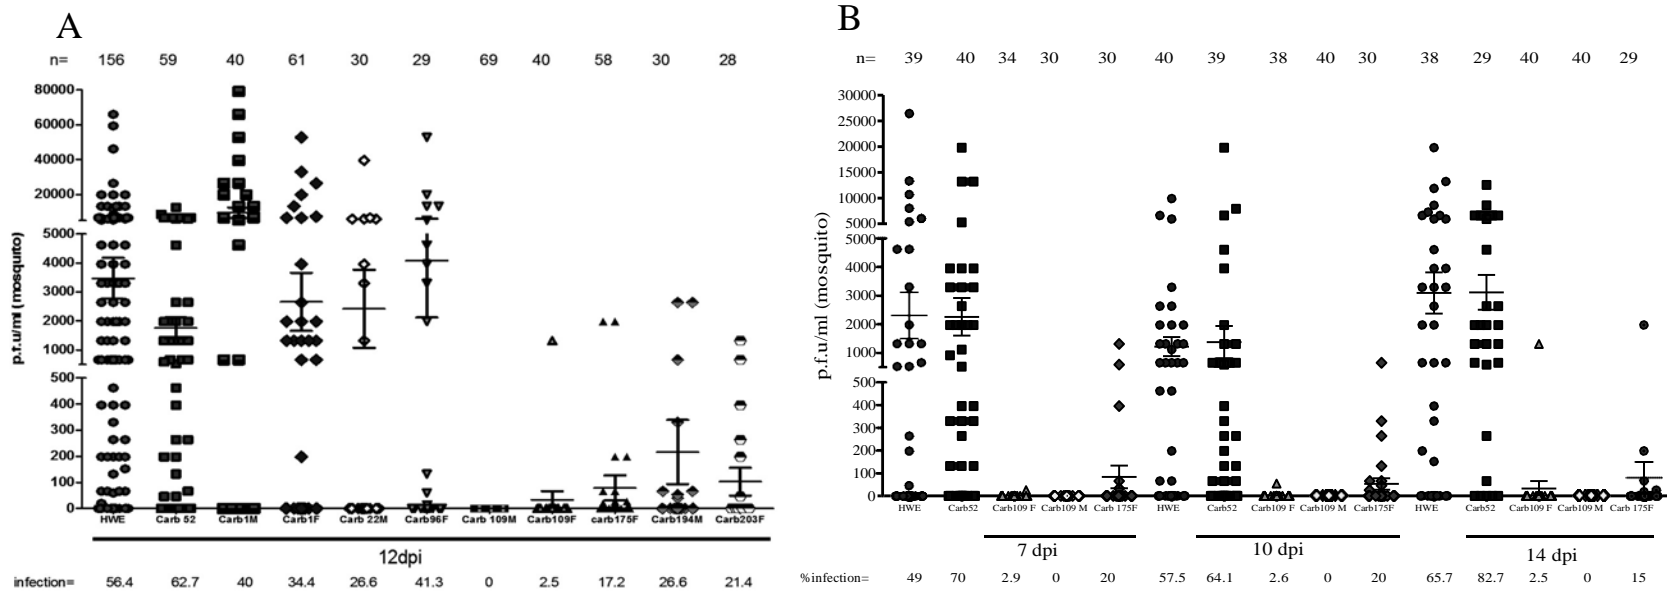 A
n= 156 59 40 61 30 29 69 40 58 30 28
p.f.u/ml (mosquito)
80000
60000
40000
20000
5000
4000
3000
2000
1000
500
400
300
200
100
0
HWE Carb 52 Carb1M Carb1F Carb 22M Carb96F Carb 109M Carb109F carb175F Carb194M Carb203F
12dpi
infection= 56.4 62.7 40 34.4 26.6 41.3 0 2.5 17.2 26.6 21.4
B
n= 39 40 34 30 30 40 39 38 40 30 38 29 40 40 29
p.f.u/ml (mosquito)
30000
25000
20000
15000
10000
5000
5000
4000
3000
2000
1000
500
400
300
200
100
0
HWE Carb52 Carb109 F Carb109 M Carb 175F HWE Carb52 Carb109 F Carb109 M Carb175F HWE Carb52 Carb109 F Carb109 M Carb 175F
7 dpi 10 dpi 14 dpi
%infection= 49 70 2.9 0 20 57.5 64.1 2.6 0 20 65.7 82.7 2.5 0 15